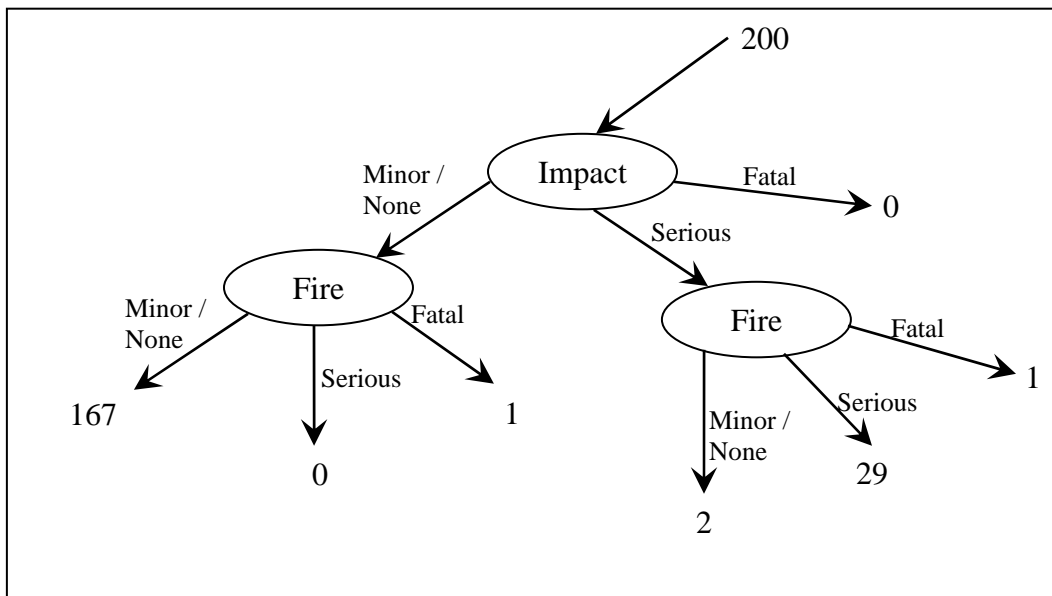 200
Impact
Minor /
None
Fatal
0
Serious
Fire
Minor /
None
Fatal
Serious
167
0
1
Fire
Fatal
1
Serious
Minor /
None
29
2